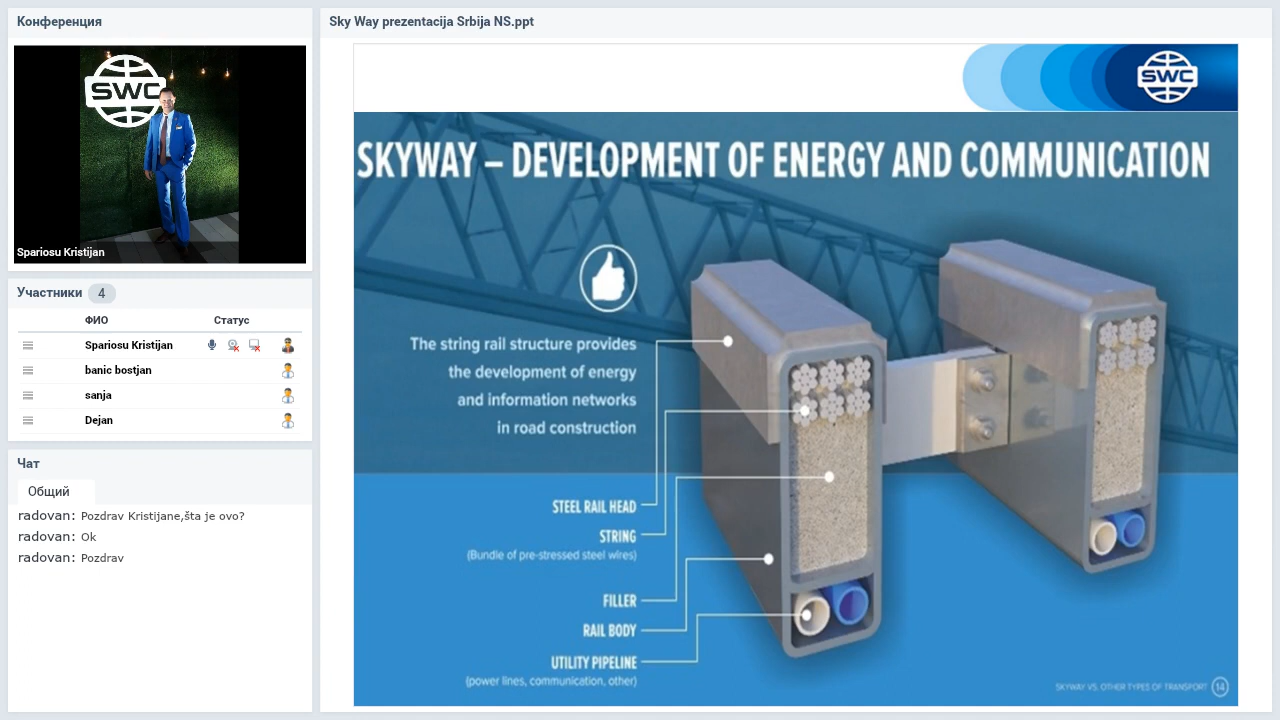 Конференция
SWC
Spariosu Kristijan
Участники 4
ФИО Статус
Spariosu Kristijan
banic bostjan
sanja
Dejan
Чат
Общий
radovan: Pozdrav Kristijane,šta je ovo?
radovan: Ok
radovan: Pozdrav
Sky Way prezentacija Srbija NS.ppt
SWC
SKYWAY – DEVELOPMENT OF ENERGY AND COMMUNICATION
The string rail structure provides
the development of energy
and information networks
in road construction
STEEL RAIL HEAD
STRING
(Bundle of pre-stressed steel wires)
FILLER
RAIL BODY
UTILITY PIPELINE
(power lines, communication, other)
SKYWAY VS. OTHER TYPES OF TRANSPORT 14